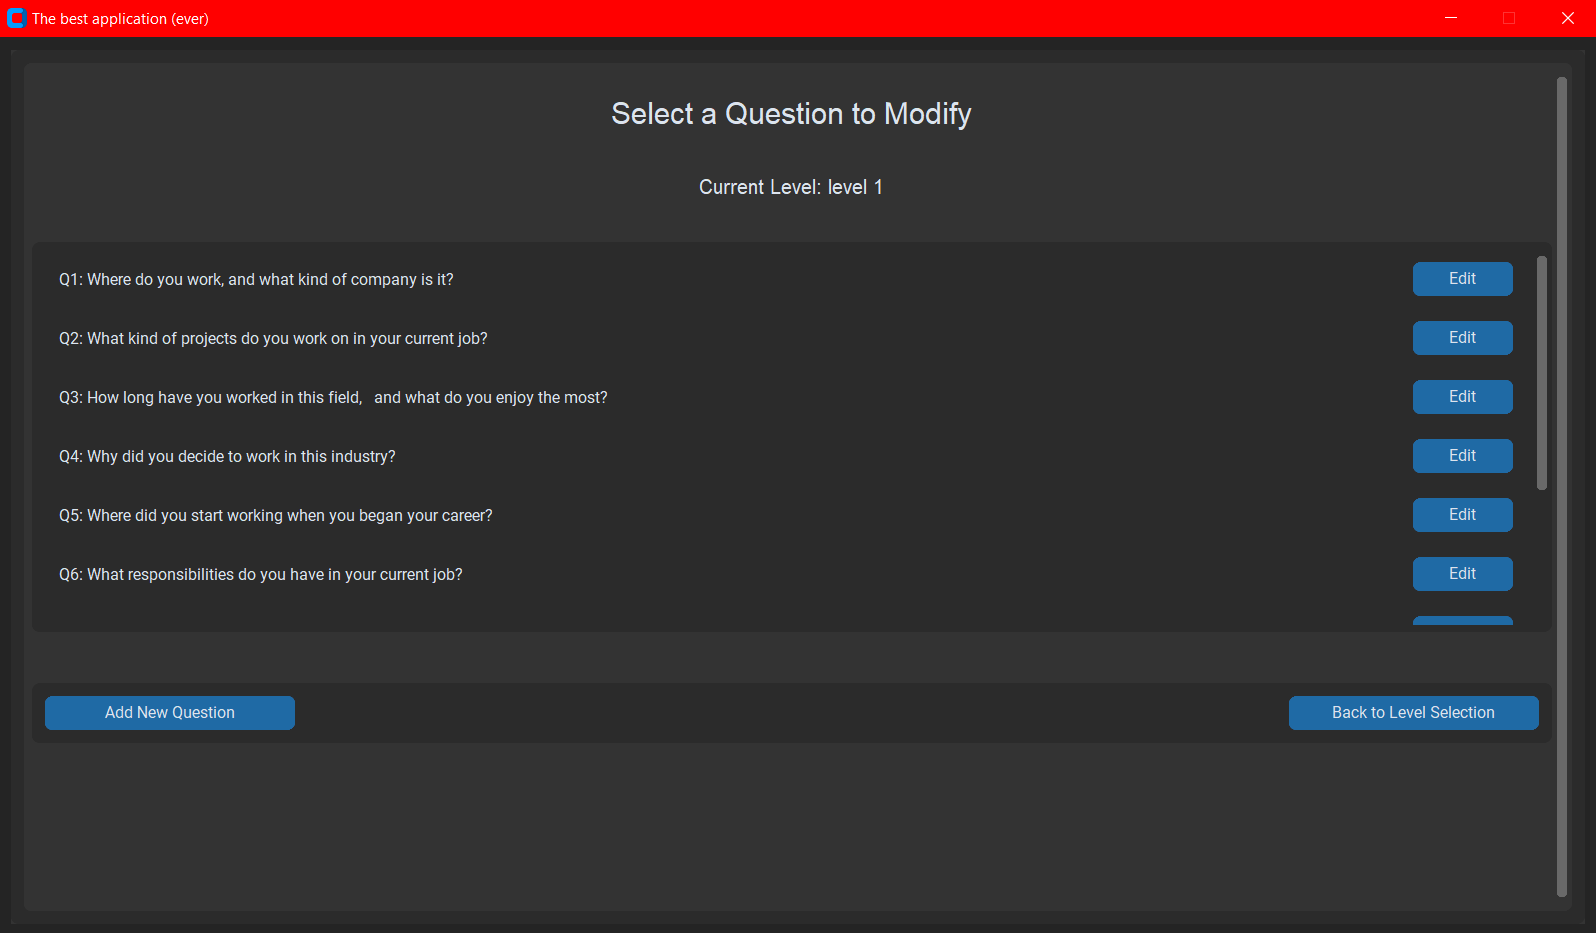 The best application (ever)
Select a Question to Modify
Current Level: level 1
Q1: Where do you work, and what kind of company is it?
Edit
Q2: What kind of projects do you work on in your current job?
Edit
Q3: How long have you worked in this field,   and what do you enjoy the most?
Edit
Q4: Why did you decide to work in this industry?
Edit
Q5: Where did you start working when you began your career?
Edit
Q6: What responsibilities do you have in your current job?
Edit
Add New Question
Back to Level Selection